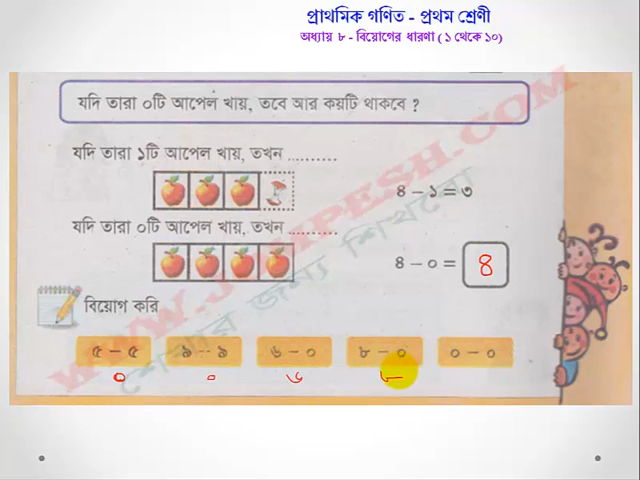 প্রাথমিক গণিত - প্রথম শ্রেণী
অধ্যায় ৮ - বিয়োগের ধারণা ( ১ থেকে ১০ )
যদি তারা ০টি আপেল খায়, তবে আর কয়টি থাকবে ?
যদি তারা ১টি আপেল খায়, তখন ...........
৪ – ১ = ৩
যদি তারা ০টি আপেল খায়, তখন ...........
৪ – ০ = ৪
বিয়োগ করি
৫ – ৫ ৯ – ৯ ৬ – ০ ৮ – ০ ০ – ০
০ ০ ৬ ৮
শেখার জন্য শিখবো